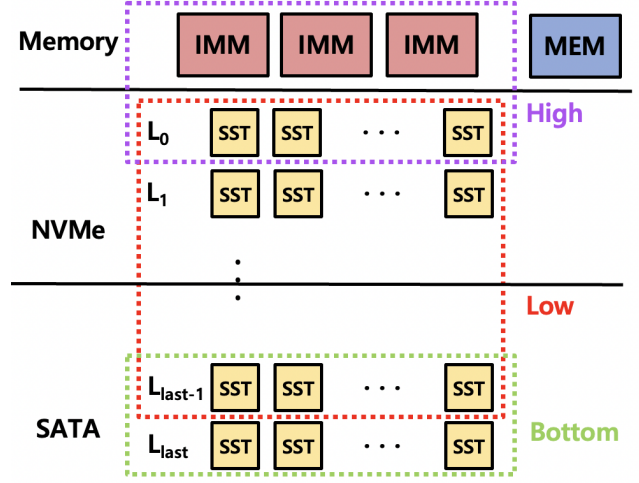 Memory IMM IMM IMM MEM
High
L0 SST SST ... SST
L1 SST SST ... SST
NVMe
Low
Llast-1 SST SST ... SST
SATA
Bottom
Llast SST SST ... SST